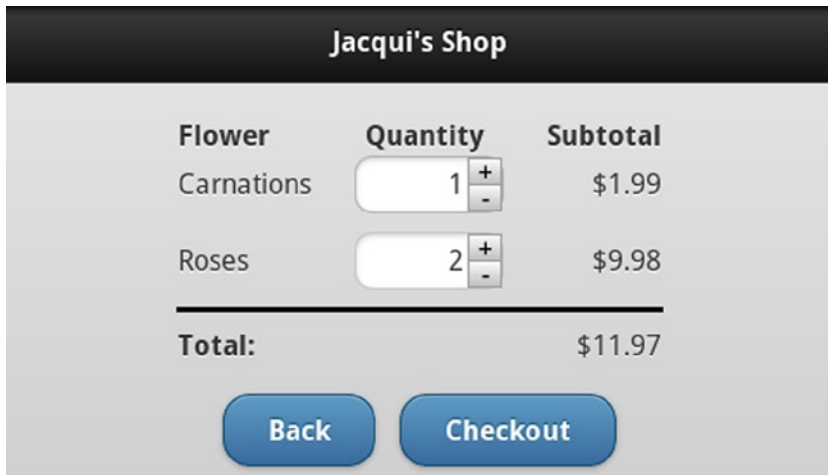 Jacqui's Shop
Flower Quantity Subtotal
Carnations 1 + - $1.99
Roses 2 + - $9.98
Total: $11.97
Back Checkout